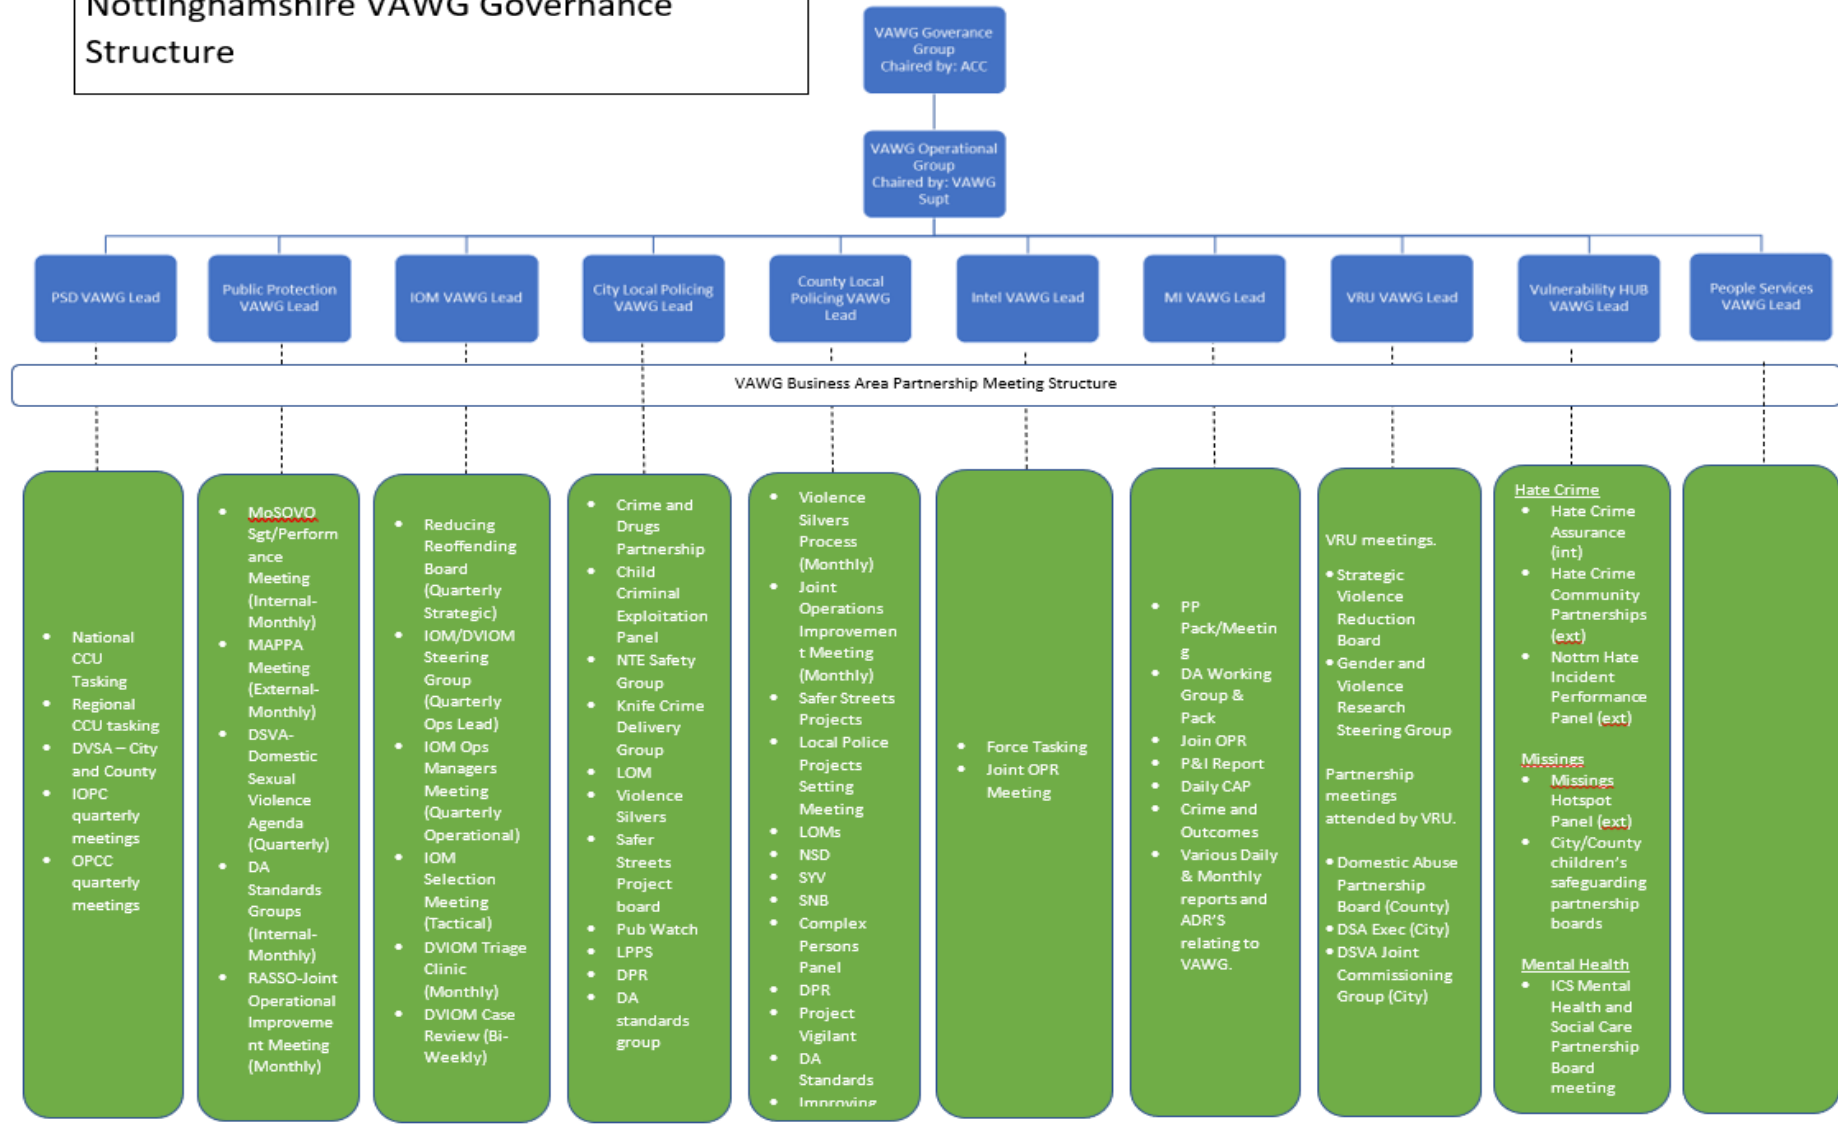 Nottinghamshire VAWG Governance
Structure
VAWG Goverance
Group
Chaired by: ACC
VAWG Operational
Group
Chaired by: VAWG
Supt
PSD VAWG Lead
Public Protection
VAWG Lead
IOM VAWG Lead
City Local Policing
VAWG Lead
County Local
Policing VAWG
Lead
Intel VAWG Lead
MI VAWG Lead
VRU VAWG Lead
Vulnerability HUB
VAWG Lead
People Services
VAWG Lead
VAWG Business Area Partnership Meeting Structure
• National
CCU
Tasking
• Regional
CCU tasking
• DVSA – City
and County
• IOPC
quarterly
meetings
• OPCC
quarterly
meetings
• MoSOVO
Sgt/Perform
ance
Meeting
(Internal-
Monthly)
• MAPPA
Meeting
(External-
Monthly)
• DSVA-
Domestic
Sexual
Violence
Agenda
(Quarterly)
• DA
Standards
Groups
(Internal-
Monthly)
• RASSO-Joint
Operational
Improveme
nt Meeting
(Monthly)
• Reducing
Reoffending
Board
(Quarterly
Strategic)
• IOM/DVIOM
Steering
Group
(Quarterly
Ops Lead)
• IOM Ops
Managers
Meeting
(Quarterly
Operational)
• IOM
Selection
Meeting
(Tactical)
• DVIOM Triage
Clinic
(Monthly)
• DVIOM Case
Review (Bi-
Weekly)
• Crime and
Drugs
Partnership
• Child
Criminal
Exploitation
Panel
• NTE Safety
Group
• Knife Crime
Delivery
Group
• LOM
• Violence
Silvers
• Safer
Streets
Project
board
• Pub Watch
• LPPS
• DPR
• DA
standards
group
• Violence
Silvers
Process
(Monthly)
• Joint
Operations
Improvemen
t Meeting
(Monthly)
• Safer Streets
Projects
• Local Police
Projects
Setting
Meeting
• LOMs
• NSD
• SYV
• SNB
• Complex
Persons
Panel
• DPR
• Project
Vigilant
• DA
Standards
• Improving
• Force Tasking
• Joint OPR
Meeting
• PP
Pack/Meetin
g
• DA Working
Group &
Pack
• Join OPR
• P&I Report
• Daily CAP
• Crime and
Outcomes
• Various Daily
& Monthly
reports and
ADR'S
relating to
VAWG.
VRU meetings.
• Strategic
Violence
Reduction
Board
• Gender and
Violence
Research
Steering Group
Partnership
meetings
attended by VRU.
• Domestic Abuse
Partnership
Board (County)
• DSA Exec (City)
• DSVA Joint
Commissioning
Group (City)
Hate Crime
• Hate Crime
Assurance
(int)
• Hate Crime
Community
Partnerships
(ext)
• Nottm Hate
Incident
Performance
Panel (ext)
Missings
• Missings
Hotspot
Panel (ext)
• City/County
children's
safeguarding
partnership
boards
Mental Health
• ICS Mental
Health and
Social Care
Partnership
Board
meeting